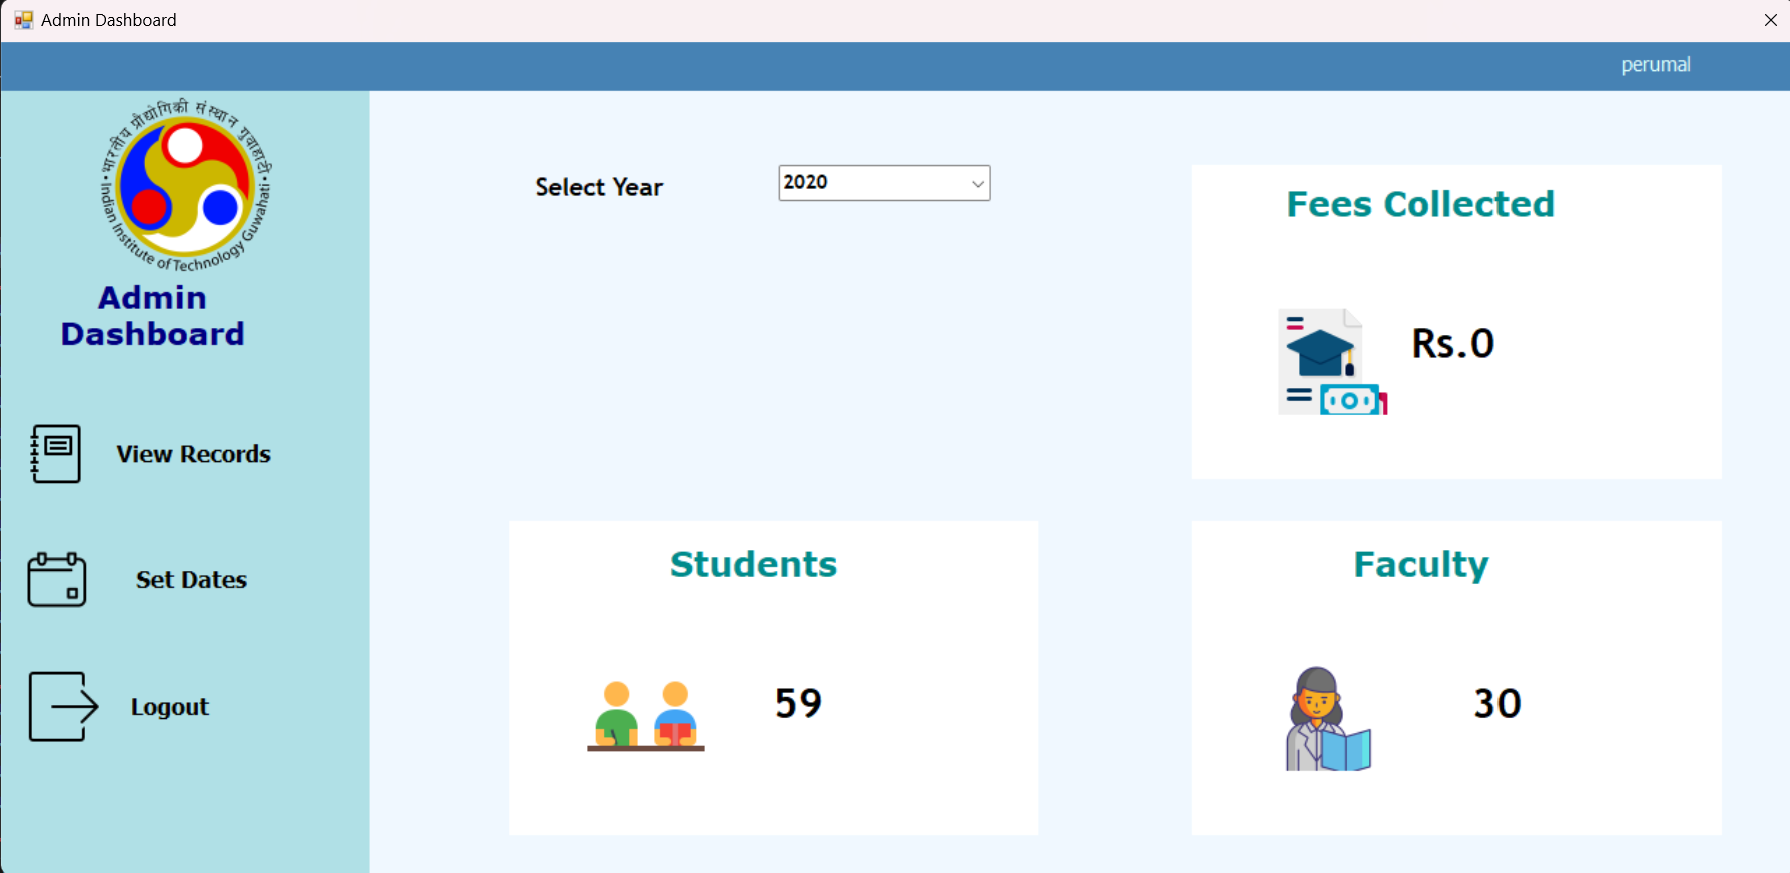 Admin Dashboard
perumal
भारतीय प्रौद्योगिकी संस्थान गुवाहाटी
Indian Institute of Technology Guwahati
Admin
Dashboard
View Records
Set Dates
Logout
Select Year
2020
Fees Collected
Rs.0
Students
59
Faculty
30